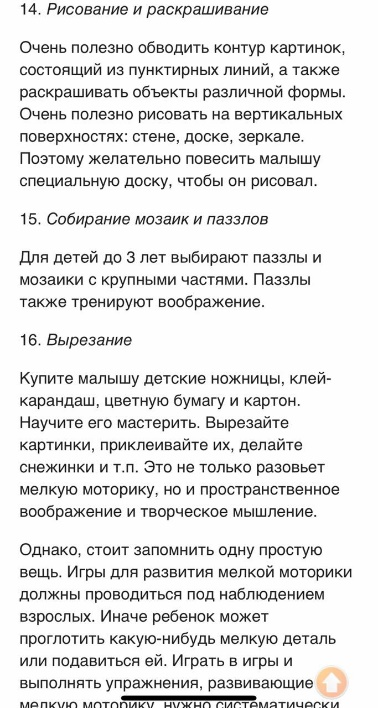 14. Рисование и раскрашивание
Очень полезно обводить контур картинок,
состоящий из пунктирных линий, а также
раскрашивать объекты различной формы.
Очень полезно рисовать на вертикальных
поверхностях: стене, доске, зеркале.
Поэтому желательно повесить малышу
специальную доску, чтобы он рисовал.
15. Собирание мозаик и паззлов
Для детей до 3 лет выбирают паззлы и
мозаики с крупными частями. Паззлы
также тренируют воображение.
16. Вырезание
Купите малышу детские ножницы, клей-
карандаш, цветную бумагу и картон.
Научите его мастерить. Вырезайте
картинки, приклеивайте их, делайте
снежинки и т.п. Это не только разовьет
мелкую моторику, но и пространственное
воображение и творческое мышление.
Однако, стоит запомнить одну простую
вещь. Игры для развития мелкой моторики
должны проводиться под наблюдением
взрослых. Иначе ребенок может
проглотить какую-нибудь мелкую деталь
или подавиться ей. Играть в игры и
выполнять упражнения, развивающие
мелкую моторику, нужно систематически